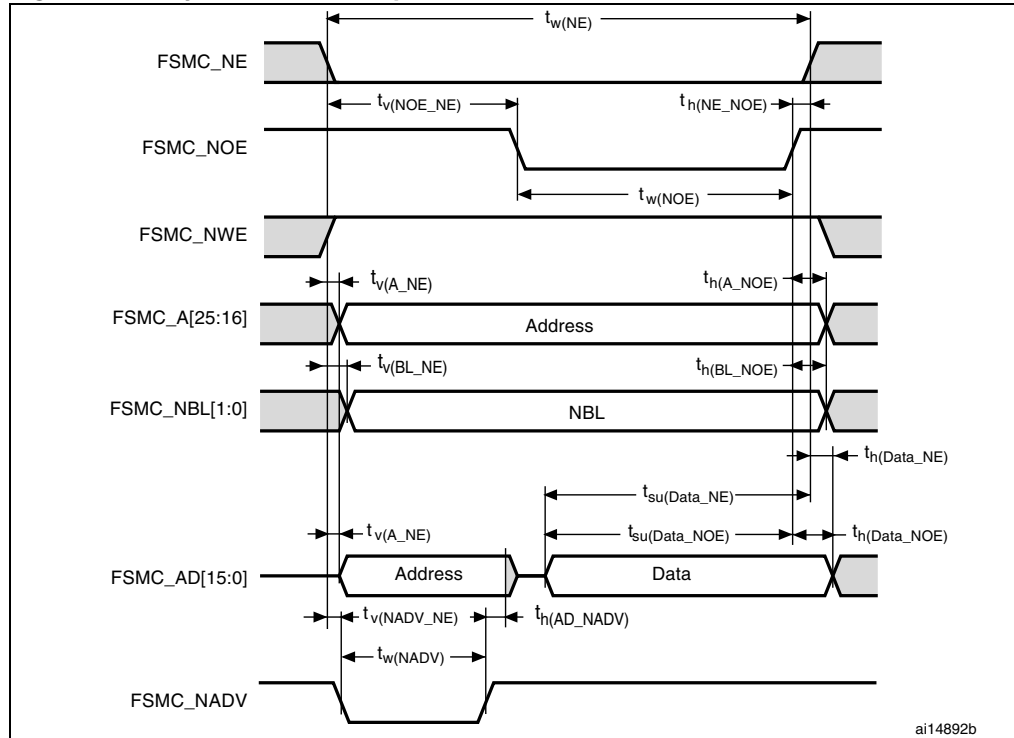 tw(NE)
FSMC_NE
tv(NOE_NE)
th(NE_NOE)
FSMC_NOE
tw(NOE)
FSMC_NWE
tv(A_NE)
th(A_NOE)
FSMC_A[25:16]
Address
tv(BL_NE)
th(BL_NOE)
FSMC_NBL[1:0]
NBL
th(Data_NE)
tsu(Data_NE)
tv(A_NE)
tsu(Data_NOE)
th(Data_NOE)
FSMC_AD[15:0]
Address
Data
tv(NADV_NE)
th(AD_NADV)
tw(NADV)
FSMC_NADV
ai14892b